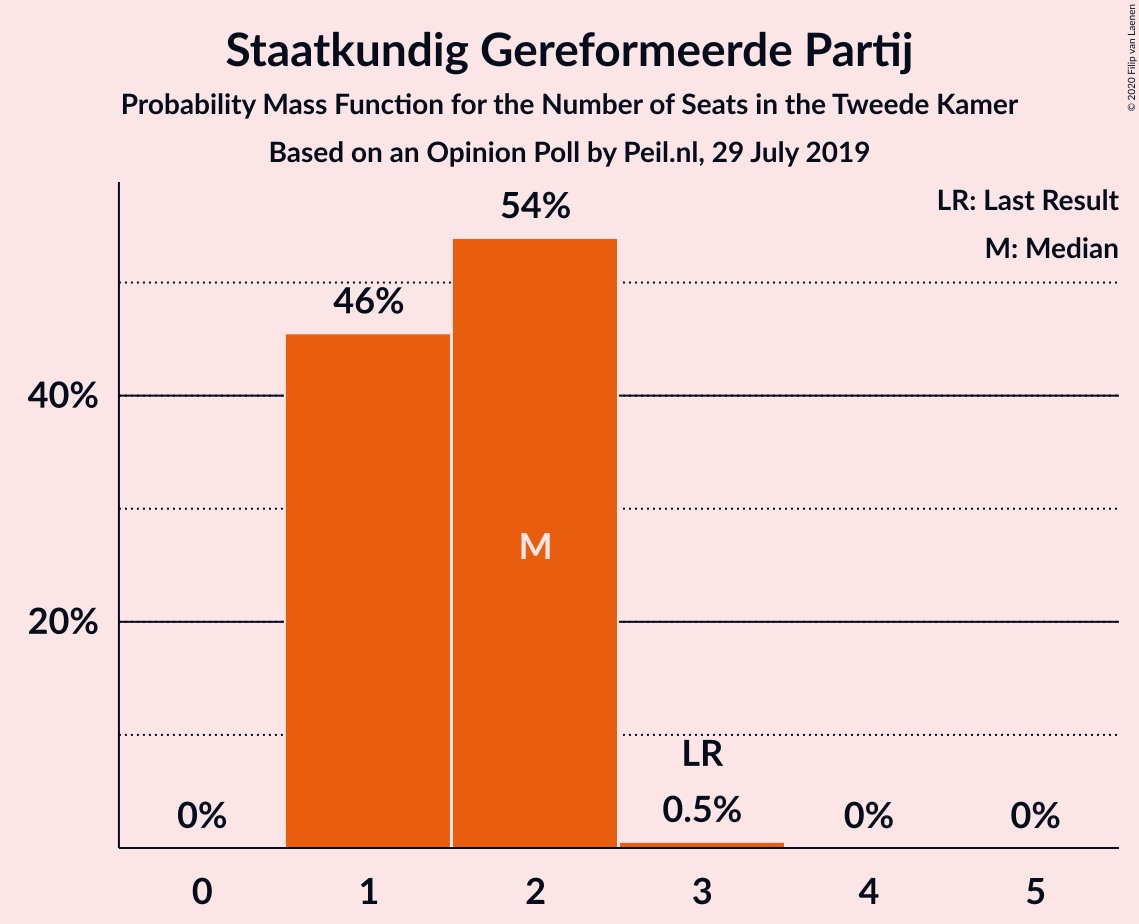 Staatkundig Gereformeerde Partij
Probability Mass Function for the Number of Seats in the Tweede Kamer
Based on an Opinion Poll by Peil.nl, 29 July 2019
© 2020 Filip van Laenen
LR: Last Result
M: Median
54%
46%
40%
M
20%
LR
0% 0.5% 0% 0%
0 1 2 3 4 5